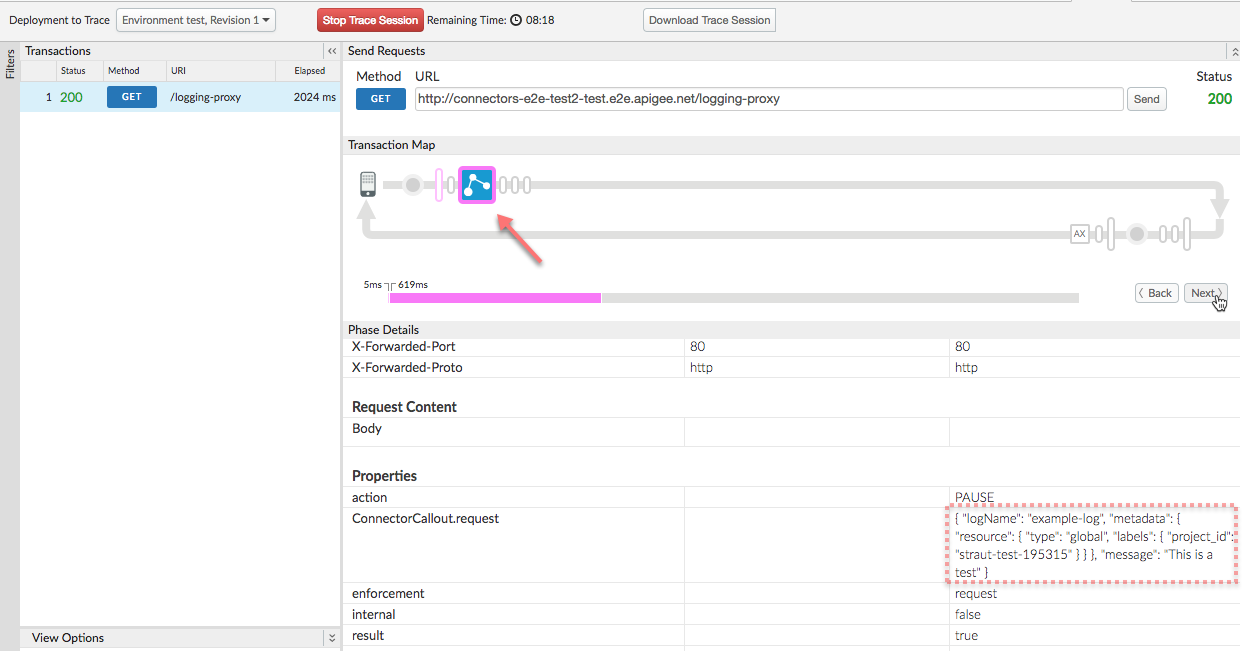 Deployment to Trace Environment test, Revision 1 Stop Trace Session Remaining Time: 08:18 Download Trace Session
Filters
Transactions
Status Method URI Elapsed
1 200 GET /logging-proxy 2024 ms
View Options
Send Requests
Method URL Status
GET http://connectors-e2e-test2-test.e2e.apigee.net/logging-proxy Send 200
Transaction Map
AX
5ms 619ms
Back Next
Phase Details
X-Forwarded-Port 80 80
X-Forwarded-Proto http http
Request Content
Body
Properties
action PAUSE
ConnectorCallout.request { "logName": "example-log", "metadata": {
"resource": { "type": "global", "labels": { "project_id":
"straut-test-195315" } } }, "message": "This is a
test" }
enforcement request
internal false
result true